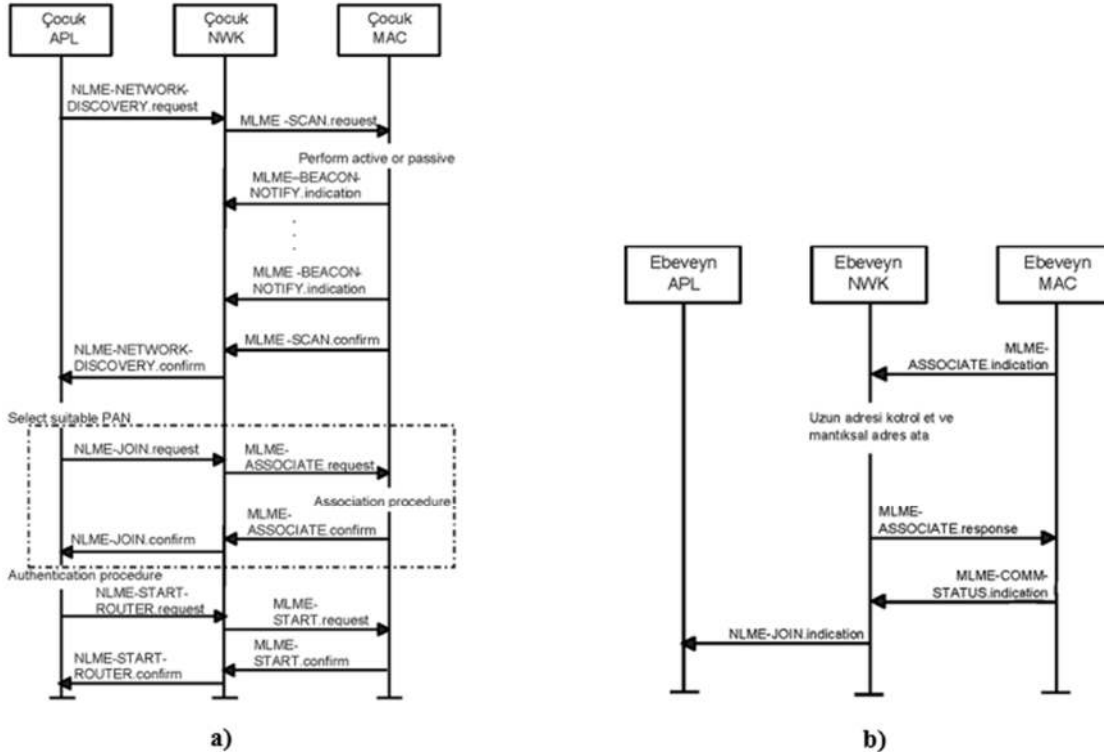 Çocuk
APL
Çocuk
NWK
Çocuk
MAC
NLME-NETWORK-
DISCOVERY.request
MLME -SCAN.request
Perform active or passive
MLME–BEACON-
NOTIFY.indication
MLME -BEACON-
NOTIFY.indication
MLME -SCAN.confirm
NLME-NETWORK-
DISCOVERY.confirm
Select suitable PAN
NLME-JOIN.request
MLME-
ASSOCIATE.request
Association procedure
MLME-
ASSOCIATE.confirm
NLME-JOIN.confirm
Authentication procedure
NLME-START-
ROUTER.request
MLME-
START.request
MLME-
START.confirm
NLME-START-
ROUTER.confirm
a)
Ebeveyn
APL
Ebeveyn
NWK
Ebeveyn
MAC
MLME-
ASSOCIATE.indication
Uzun adresi kotrol et ve
mantıksal adres ata
MLME-
ASSOCIATE.response
MLME-COMM-
STATUS.indication
NLME-JOIN.indication
b)